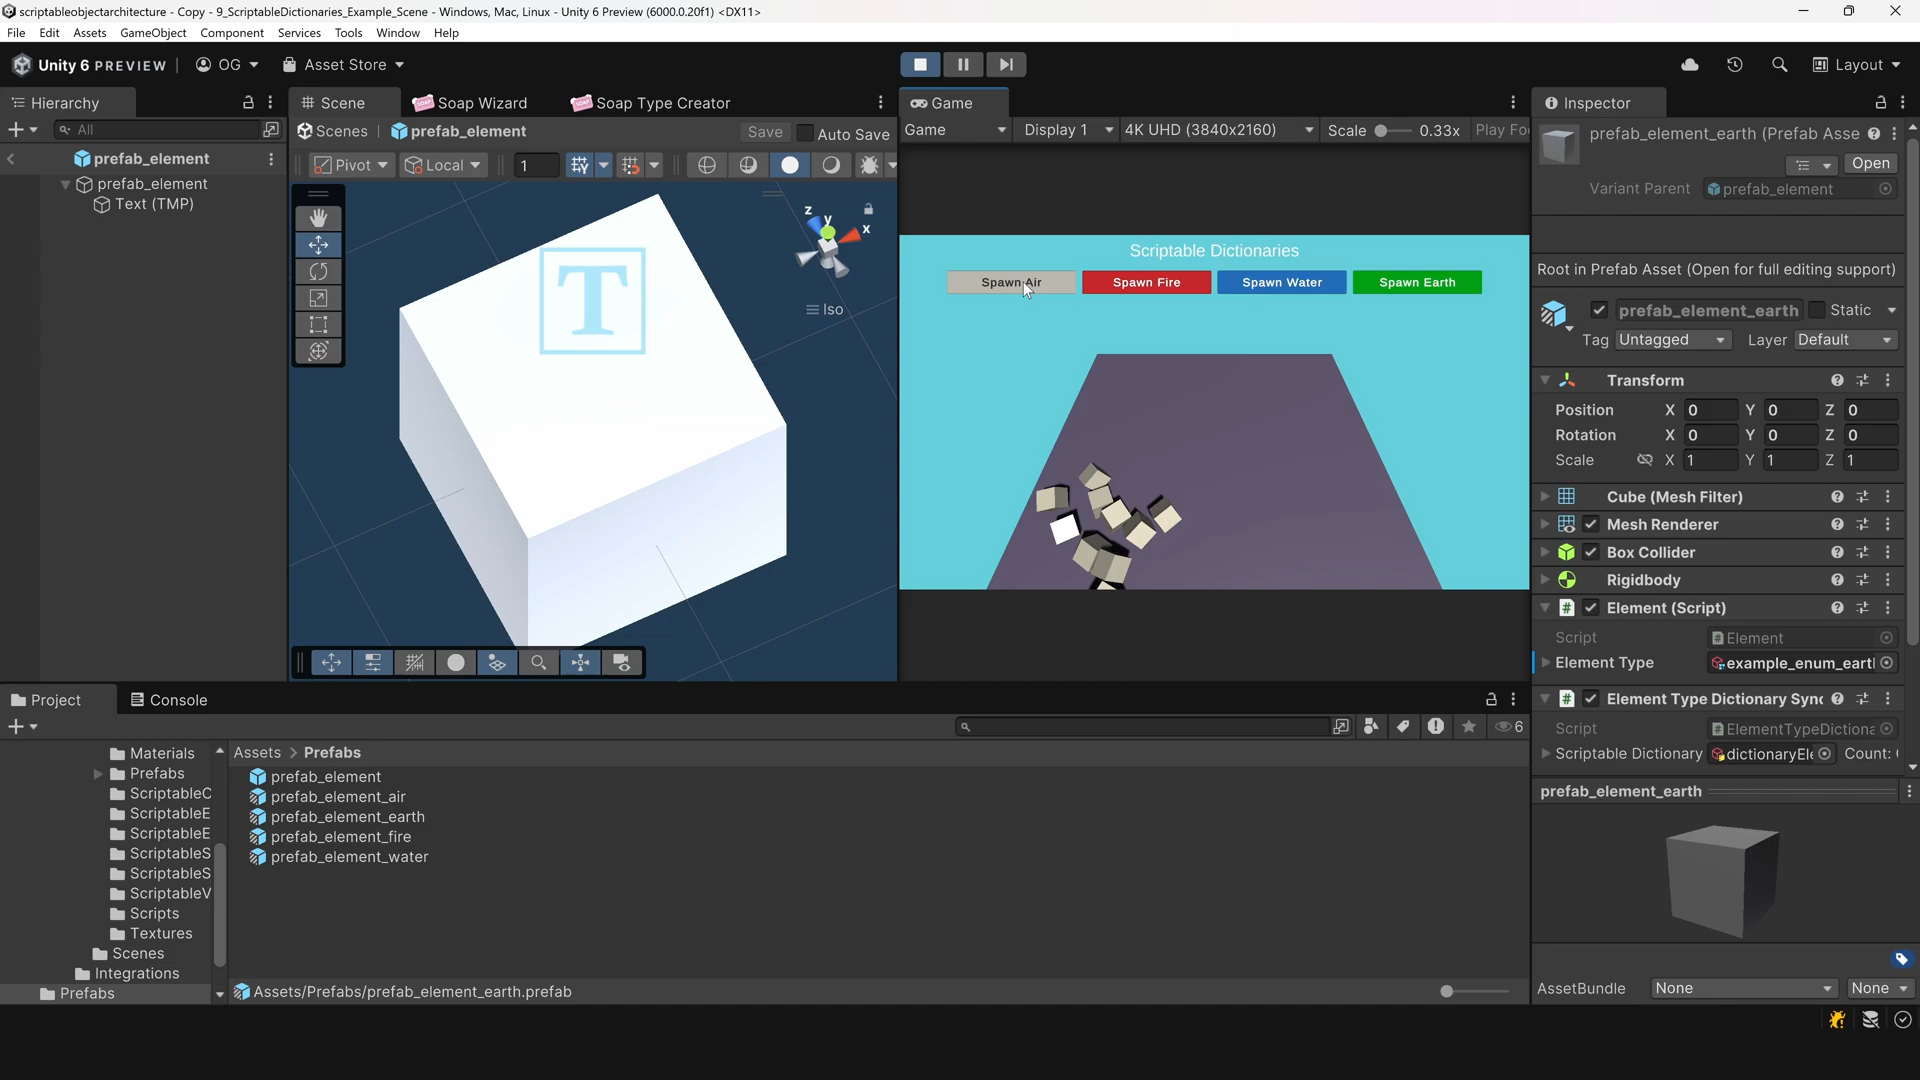 scriptableobjectarchitecture - Copy - 9_ScriptableDictionaries_Example_Scene - Windows, Mac, Linux - Unity 6 Preview (6000.0.20f1) <DX11>
File Edit Assets GameObject Component Services Tools Window Help
Unity 6 PREVIEW OG Asset Store Layout
Hierarchy
All
prefab_element
prefab_element
Text (TMP)
Scene Soap Wizard Soap Type Creator
Scenes prefab_element Save Auto Save
Pivot Local 1
z y x
Iso
T
Game
Game Display 1 4K UHD (3840x2160) Scale 0.33x Play Fo
Scriptable Dictionaries
Spawn Air Spawn Fire Spawn Water Spawn Earth
Inspector
prefab_element_earth (Prefab Asse
Open
Variant Parent prefab_element
Root in Prefab Asset (Open for full editing support)
prefab_element_earth Static
Tag Untagged Layer Default
Transform
Position X 0 Y 0 Z 0
Rotation X 0 Y 0 Z 0
Scale X 1 Y 1 Z 1
Cube (Mesh Filter)
Mesh Renderer
Box Collider
Rigidbody
# Element (Script)
Script Element
Element Type example_enum_eart
# Element Type Dictionary Sync
Script ElementTypeDictiona
Scriptable Dictionary dictionaryEle Count:
prefab_element_earth
AssetBundle None None
Project Console
6
Materials
Prefabs
ScriptableC
ScriptableE
ScriptableE
ScriptableS
ScriptableS
ScriptableV
Scripts
Textures
Scenes
Integrations
Prefabs
Assets > Prefabs
prefab_element
prefab_element_air
prefab_element_earth
prefab_element_fire
prefab_element_water
Assets/Prefabs/prefab_element_earth.prefab